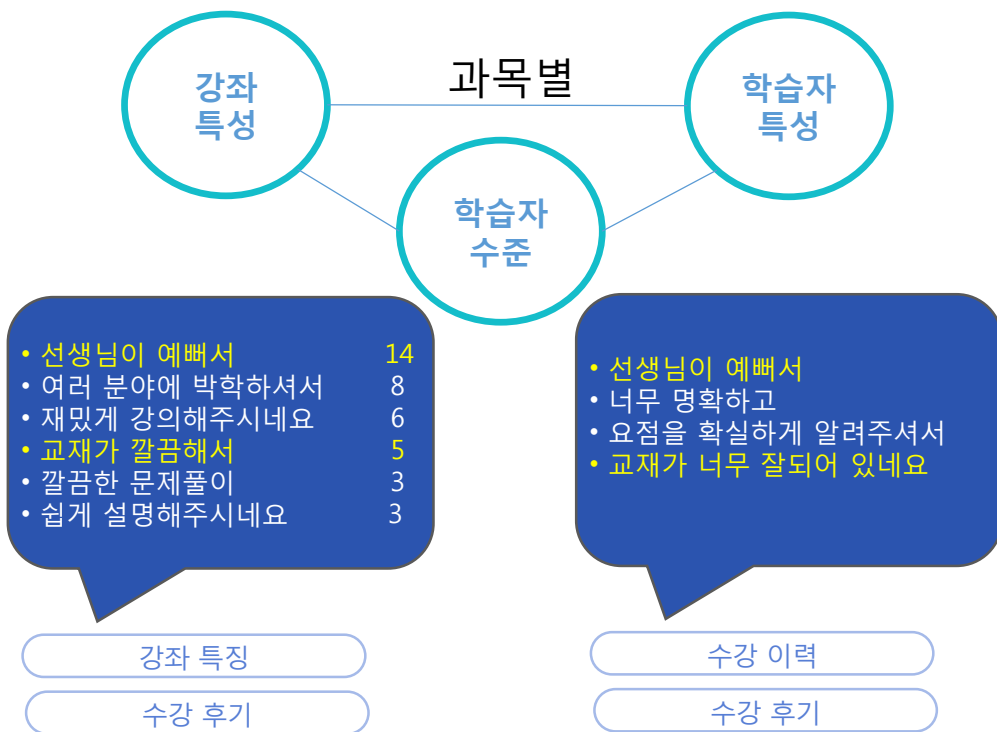 과목별
강좌
특성
학습자
특성
학습자
수준
• 선생님이 예뻐서 14
• 여러 분야에 박학하셔서 8
• 재밌게 강의해주시네요 6
• 교재가 깔끔해서 5
• 깔끔한 문제풀이 3
• 쉽게 설명해주시네요 3
• 선생님이 예뻐서
• 너무 명확하고
• 요점을 확실하게 알려주셔서
• 교재가 너무 잘되어 있네요
강좌 특징
수강 후기
수강 이력
수강 후기